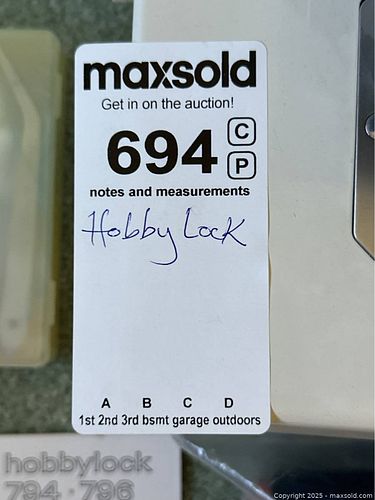 maxsold
Get in on the auction!
694 C
P
notes and measurements
Hobby Lock
A B C D
1st 2nd 3rd bsmt garage outdoors
hobbylock
794 · 796
Copyright © 2025 - maxsold.com